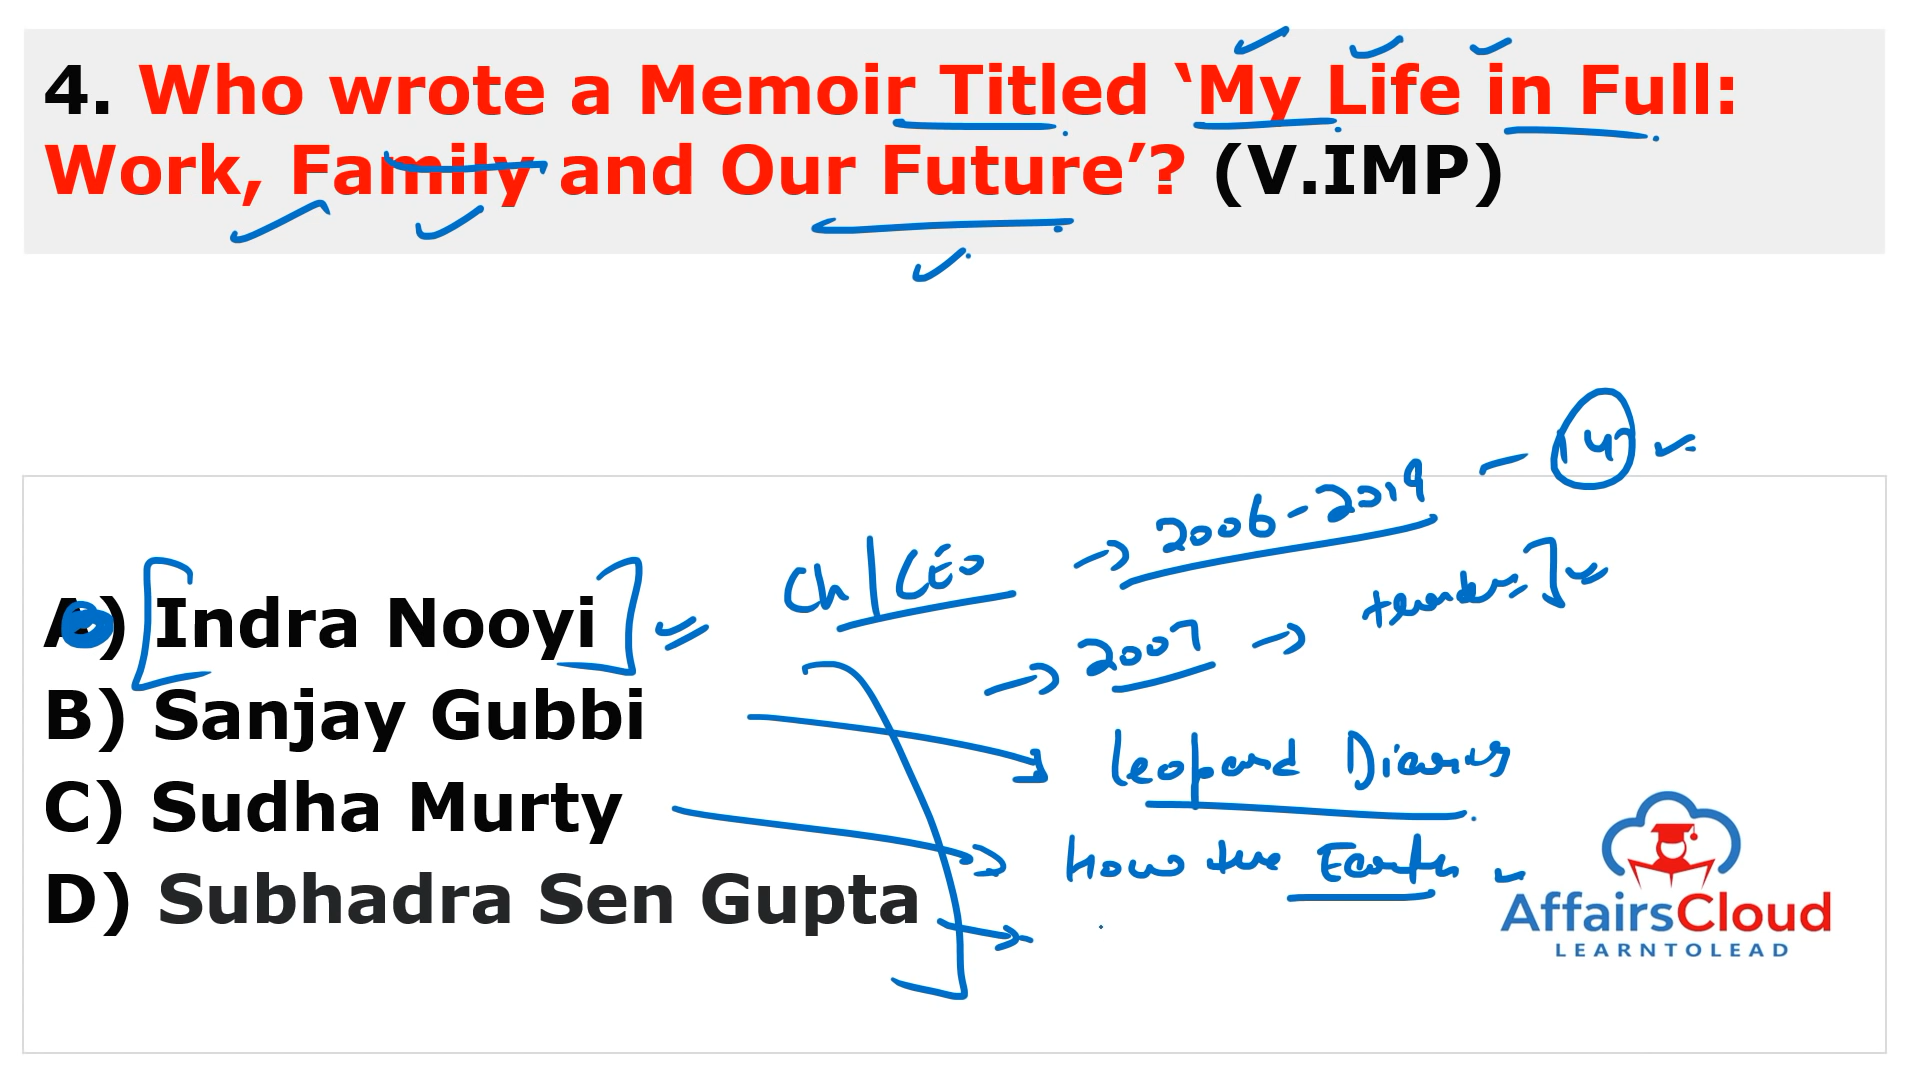 4. Who wrote a Memoir Titled ‘My Life in Full:
Work, Family and Our Future’? (V.IMP)
14
2006-2019
Ch/CEO
A) Indra Nooyi
2007
B) Sanjay Gubbi
Leopard Diaries
C) Sudha Murty
How the Earth
D) Subhadra Sen Gupta
AffairsCloud
LEARNTOLEAD